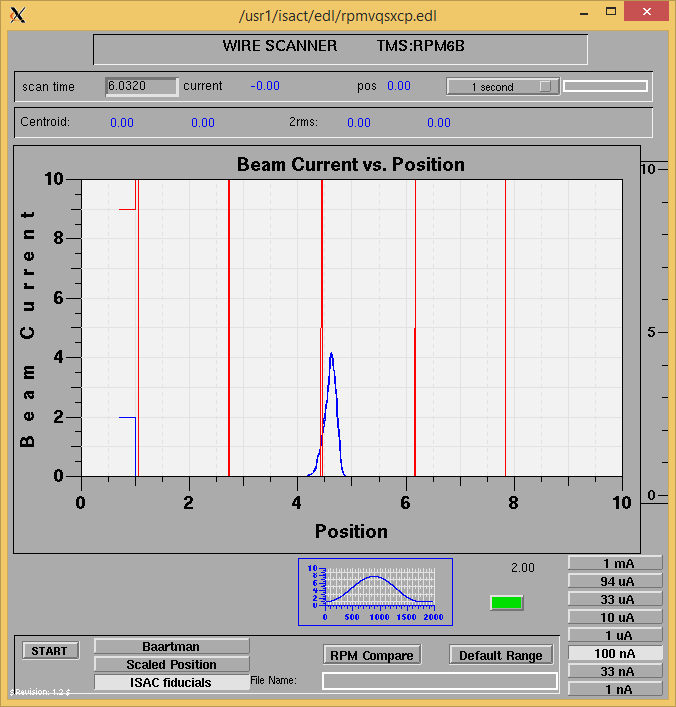 /usr1/isact/edl/rpmvqsxcp.edl
WIRE SCANNER TMS:RPM6B
scan time 6.0320 current -0.00 pos 0.00 1 second
Centroid: 0.00 0.00 2rms: 0.00 0.00
Beam Current vs. Position
10
8
6
4
2
0
Beam Current
0 2 4 6 8 10
Position
10
5
0
10
8
6
4
2
0
0 500 1000 1500 2000
2.00
1 mA
94 uA
33 uA
10 uA
1 uA
100 nA
33 nA
1 nA
START
Baartman
Scaled Position
ISAC fiducials
RPM Compare
Default Range
File Name:
$Revision: 1.2 $